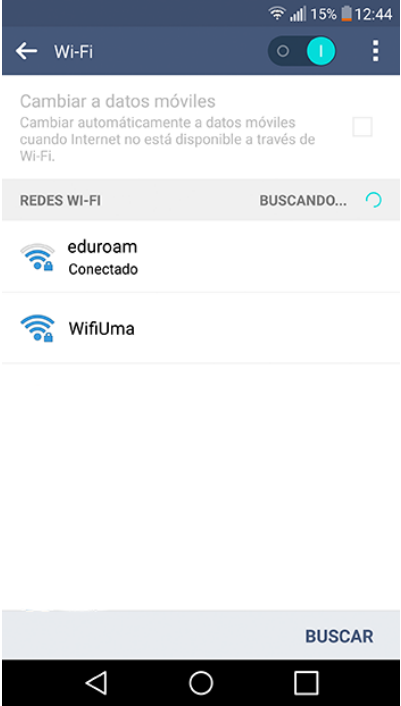 15% 12:44
Wi-Fi
Cambiar a datos móviles
Cambiar automáticamente a datos móviles
cuando Internet no está disponible a través de
Wi-Fi.
REDES WI-FI BUSCANDO...
eduroam
Conectado
WifiUma
BUSCAR